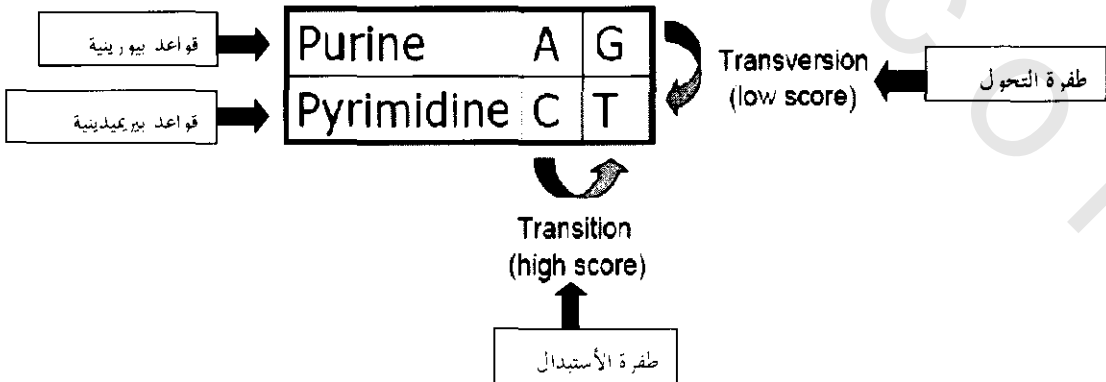 قواعد بيورينية
Purine A G
Transversion
(low score)
طفرة التحول
قواعد بيريميدينية
Pyrimidine C T
Transition
(high score)
طفرة الأستبدال